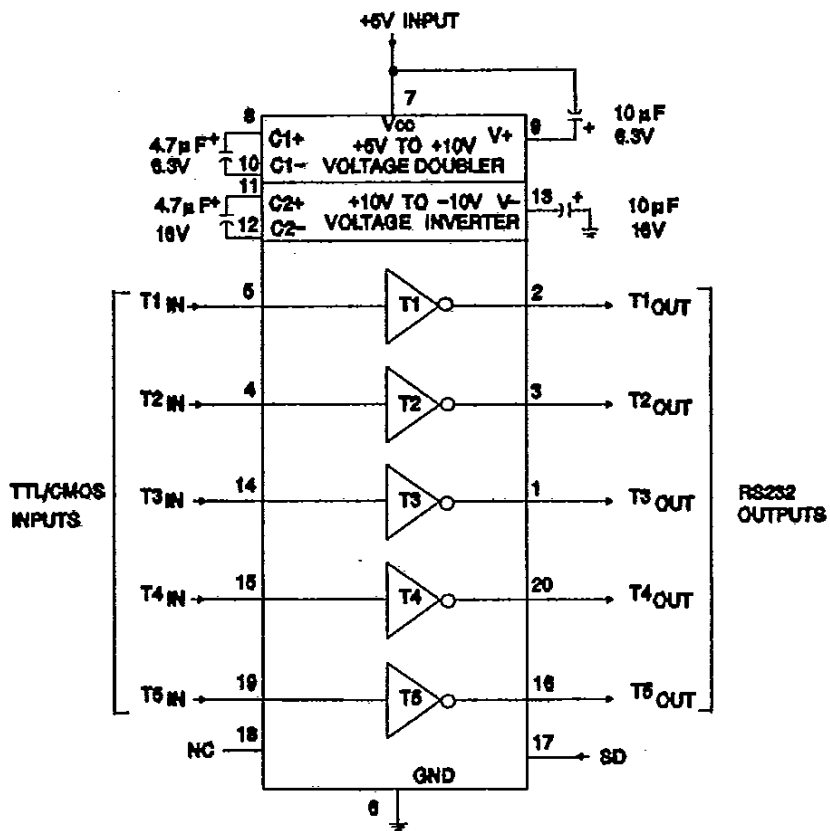 +5V INPUT
7
8
VCC
9
10μF
6.3V
+
C1+
+5V TO +10V
V+
4.7μF+
6.3V
10
C1-
VOLTAGE DOUBLER
11
C2+
+10V TO -10V
V-
13
+
10μF
16V
4.7μF+
16V
12
C2-
VOLTAGE INVERTER
T1IN
5
T1
2
T1OUT
T2IN
4
T2
3
T2OUT
TTL/CMOS
INPUTS
T3IN
14
T3
1
T3OUT
RS232
OUTPUTS
T4IN
15
T4
20
T4OUT
T5IN
19
T5
16
T5OUT
NC
18
17
SD
GND
6